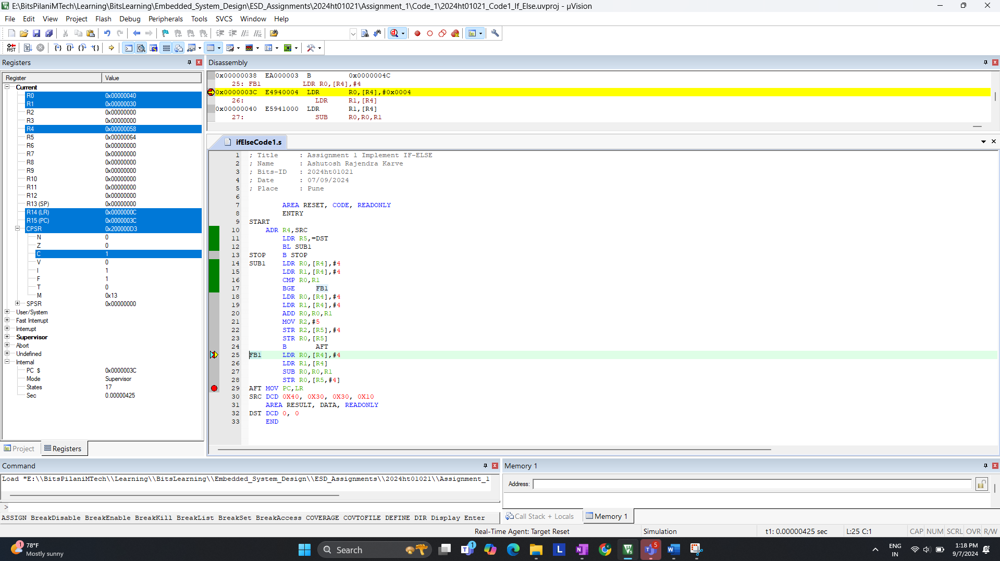 E:\BitsPilaniMTech\Learning\BitsLearning\Embedded_System_Design\ESD_Assignments\2024ht01021\Assignment_1\Code_1\2024ht01021_Code1_If_Else.uvproj - µVision
File Edit View Project Flash Debug Peripherals Tools SVCS Window Help
RST
Registers
Register Value
Current
R0 0x00000040
R1 0x00000030
R2 0x00000000
R3 0x00000000
R4 0x00000058
R5 0x00000064
R6 0x00000000
R7 0x00000000
R8 0x00000000
R9 0x00000000
R10 0x00000000
R11 0x00000000
R12 0x00000000
R13 (SP) 0x00000000
R14 (LR) 0x0000000C
R15 (PC) 0x0000003C
CPSR 0x200000D3
N 0
Z 0
C 1
V 0
I 1
F 1
T 0
M 0x13
SPSR 0x00000000
User/System
Fast Interrupt
Interrupt
Supervisor
Abort
Undefined
Internal
PC $ 0x0000003C
Mode Supervisor
States 17
Sec 0.00000425
Project Registers
Disassembly
0x00000038 EA000003 B 0x0000004C
25: FB1 LDR R0,[R4],#4
0x0000003C E4940004 LDR R0,[R4],#0x0004
26: LDR R1,[R4]
0x00000040 E5941000 LDR R1,[R4]
27: SUB R0,R0,R1
ifElseCode1.s
1 ; Title : Assignment 1 Implement IF-ELSE
2 ; Name : Ashutosh Rajendra Karve
3 ; Bits-ID : 2024ht01021
4 ; Date : 07/09/2024
5 ; Place : Pune
6
7 AREA RESET, CODE, READONLY
8 ENTRY
9 START
10 ADR R4,SRC
11 LDR R5,=DST
12 BL SUB1
13 STOP B STOP
14 SUB1 LDR R0,[R4],#4
15 LDR R1,[R4],#4
16 CMP R0,R1
17 BGE FB1
18 LDR R0,[R4],#4
19 LDR R1,[R4],#4
20 ADD R0,R0,R1
21 MOV R2,#5
22 STR R2,[R5],#4
23 STR R0,[R5]
24 B AFT
25 FB1 LDR R0,[R4],#4
26 LDR R1,[R4]
27 SUB R0,R0,R1
28 STR R0,[R5,#4]
29 AFT MOV PC,LR
30 SRC DCD 0X40, 0X30, 0X30, 0X10
31 AREA RESULT, DATA, READONLY
32 DST DCD 0, 0
33 END
Command
Load "E:\\BitsPilaniMTech\\Learning\\BitsLearning\\Embedded_System_Design\\ESD_Assignments\\2024ht01021\\Assignment_1
>
ASSIGN BreakDisable BreakEnable BreakKill BreakList BreakSet BreakAccess COVERAGE COVTOFILE DEFINE DIR Display Enter
Memory 1
Address:
Call Stack + Locals Memory 1
Real-Time Agent: Target Reset Simulation t1: 0.00000425 sec L:25 C:1 CAP NUM SCRL OVR R/W
1
78°F
Mostly sunny
Search
1
L
5
ENG
IN
1:18 PM
9/7/2024